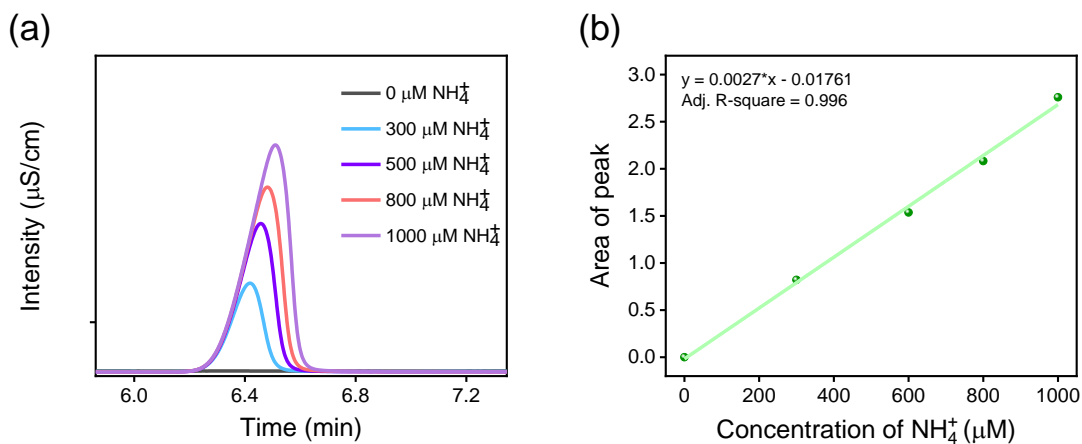 (a)
Intensity (μS/cm)
0 μM NH₄⁺
300 μM NH₄⁺
500 μM NH₄⁺
800 μM NH₄⁺
1000 μM NH₄⁺
6.0 6.4 6.8 7.2
Time (min)
(b)
Area of peak
y = 0.0027*x - 0.01761
Adj. R-square = 0.996
3.0
2.5
2.0
1.5
1.0
0.5
0.0
0 200 400 600 800 1000
Concentration of NH₄⁺ (μM)